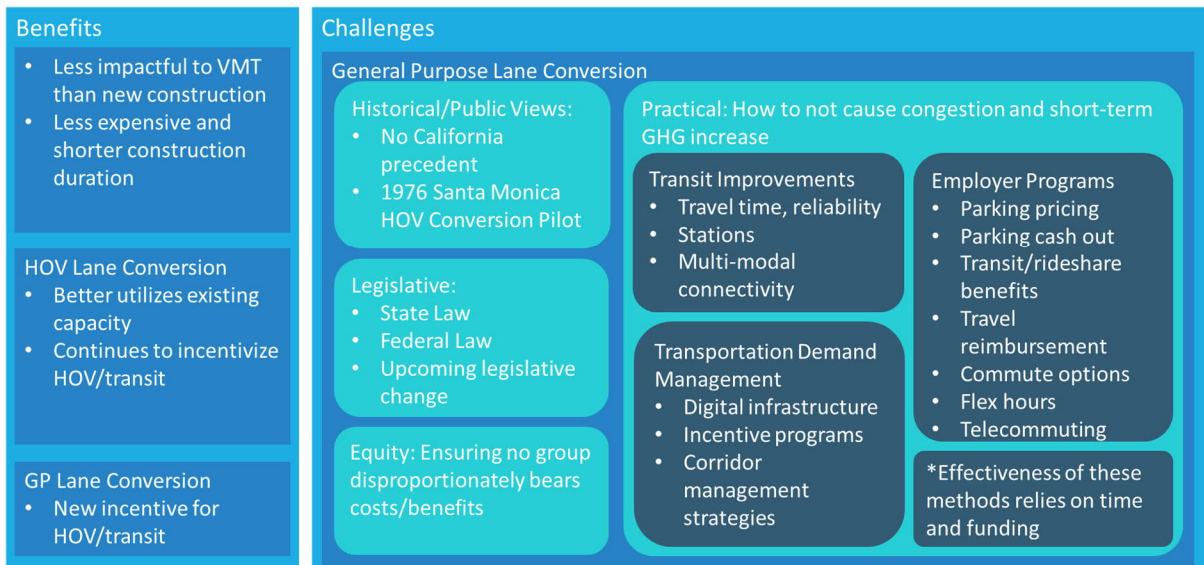 Benefits
• Less impactful to VMT
than new construction
• Less expensive and
shorter construction
duration
HOV Lane Conversion
• Better utilizes existing
capacity
• Continues to incentivize
HOV/transit
GP Lane Conversion
• New incentive for
HOV/transit
Challenges
General Purpose Lane Conversion
Historical/Public Views:
• No California
precedent
• 1976 Santa Monica
HOV Conversion Pilot
Legislative:
• State Law
• Federal Law
• Upcoming legislative
change
Equity: Ensuring no group
disproportionately bears
costs/benefits
Practical: How to not cause congestion and short-term
GHG increase
Transit Improvements
• Travel time, reliability
• Stations
• Multi-modal
connectivity
Transportation Demand
Management
• Digital infrastructure
• Incentive programs
• Corridor
management
strategies
Employer Programs
• Parking pricing
• Parking cash out
• Transit/rideshare
benefits
• Travel
reimbursement
• Commute options
• Flex hours
• Telecommuting
*Effectiveness of these
methods relies on time
and funding